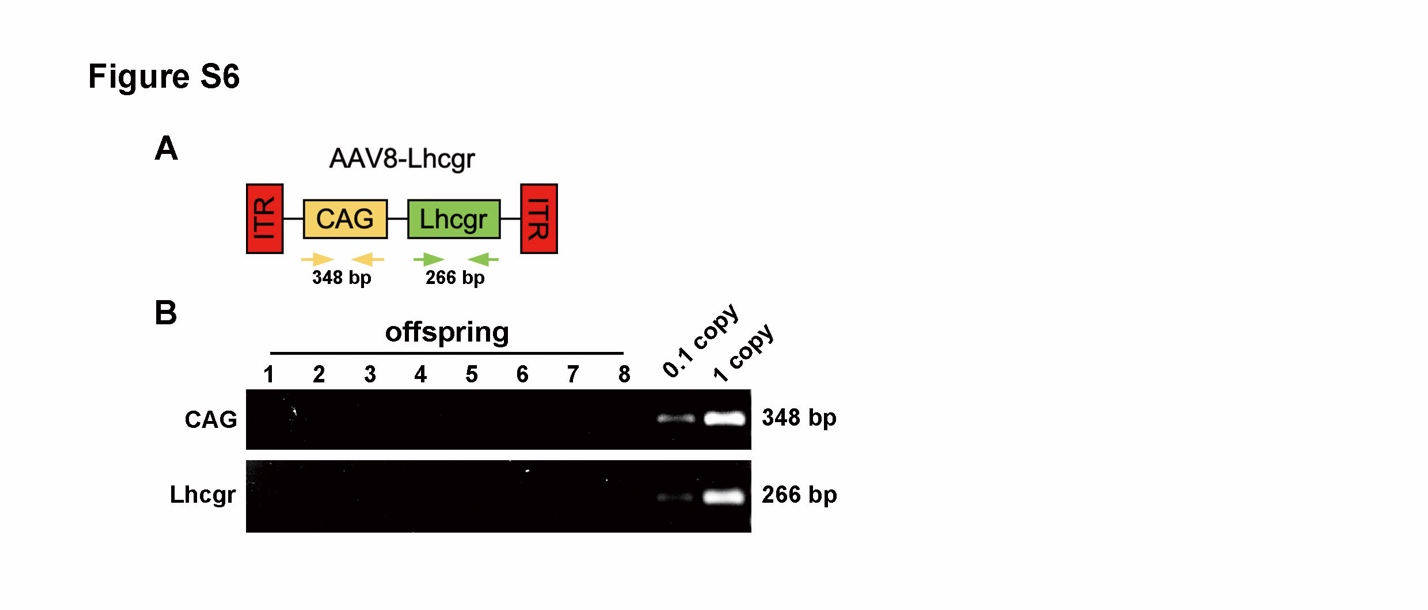 Figure S6
A
AAV8-Lhcgr
ITR CAG Lhcgr ITR
348 bp 266 bp
B
offspring
0.1 copy
1 copy
1 2 3 4 5 6 7 8
CAG 348 bp
Lhcgr 266 bp